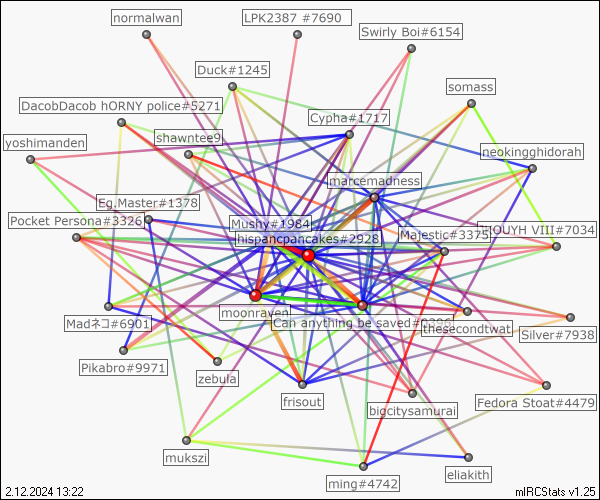 normalwan
LPK2387 #7690
Swirly Boi#6154
Duck#1245
somass
DacobDacob hORNY police#5271
Cypha#1717
yoshimanden
shawntee9
neokingghidorah
marcemadness
Eg.Master#1378
Pocket Persona#3326
Mushy#1984
HOUYH VIII#7034
Majestic#3375
hispancpancakes#2928
moonraven
Can anything be saved#
thesecondtwat
Madネコ#6901
Silver#7938
Pikabro#9971
zebula
frisout
bigcitysamurai
Fedora Stoat#4479
mukszi
eliakith
ming#4742
2.12.2024 13:22
mIRCStats v1.25